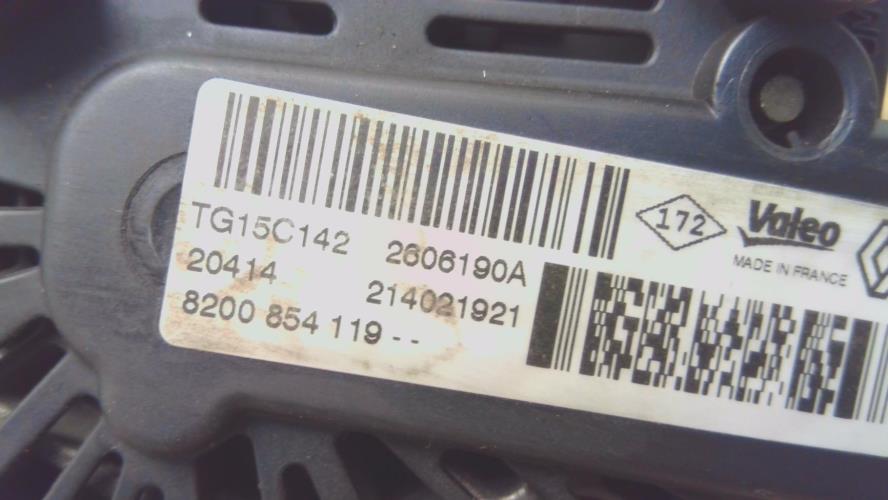 TG15C142 2606190A
20414 214021921
8200 854 119 - -
172
Valeo
MADE IN FRANCE